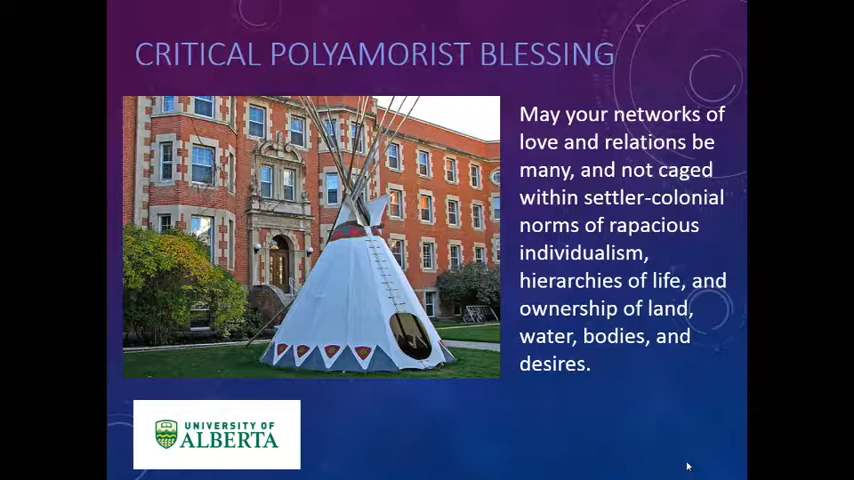 CRITICAL POLYAMORIST BLESSING
May your networks of
love and relations be
many, and not caged
within settler-colonial
norms of rapacious
individualism,
hierarchies of life, and
ownership of land,
water, bodies, and
desires.
UNIVERSITY OF
ALBERTA